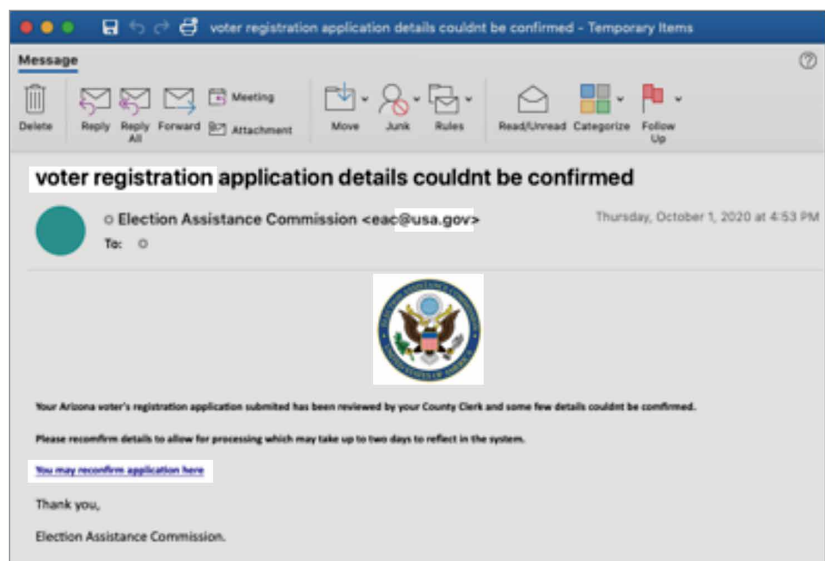 voter registration application details couldnt be confirmed - Temporary Items
Message
Meeting
Attachment
Delete
Reply
Reply All
Forward
Move
Junk
Rules
Read/Unread
Categorize
Follow Up
voter registration application details couldnt be confirmed
Election Assistance Commission <eac@usa.gov>
Thursday, October 1, 2020 at 4:53 PM
To:
Your Arizona voter's registration application submited has been reviewed by your County Clerk and some few details couldnt be comfirmed.
Please recomfirm details to allow for processing which may take up to two days to reflect in the system.
You may reconfirm application here
Thank you,
Election Assistance Commission.